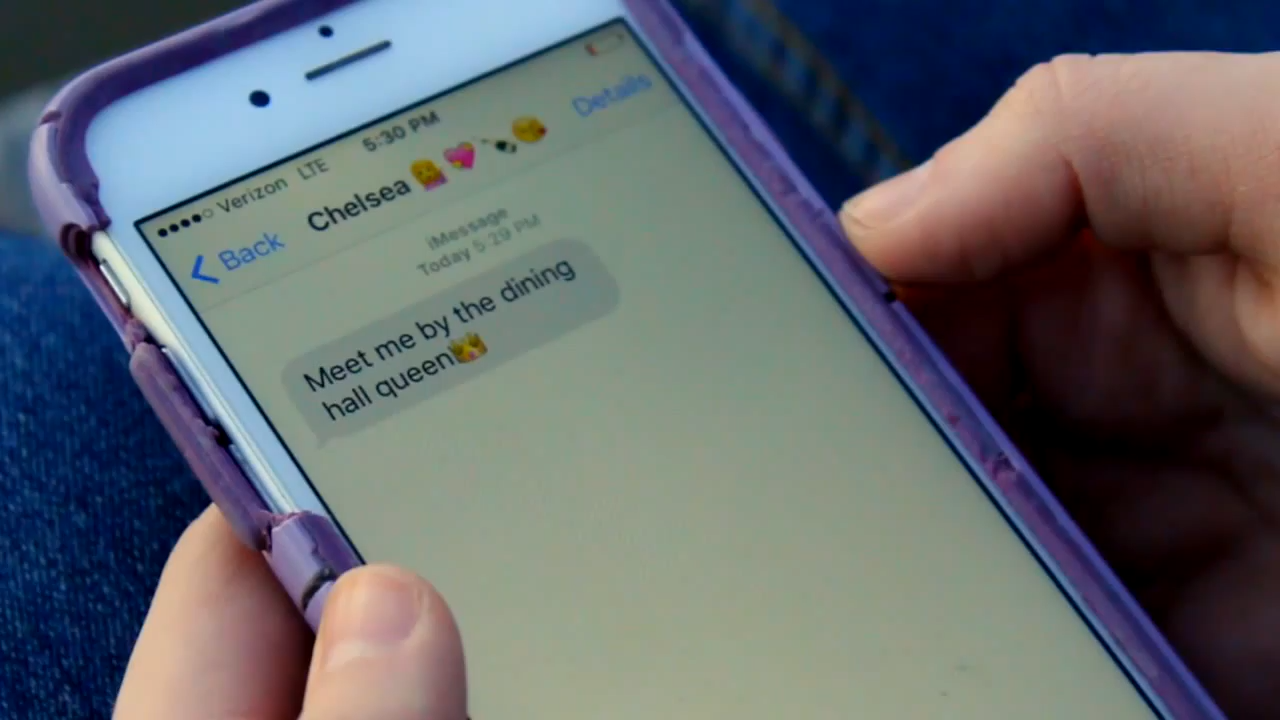 ●●●●○ Verizon LTE 5:30 PM
Back Chelsea 🙅💖🍾😘 Details
iMessage
Today 5:29 PM
Meet me by the dining
hall queen👑